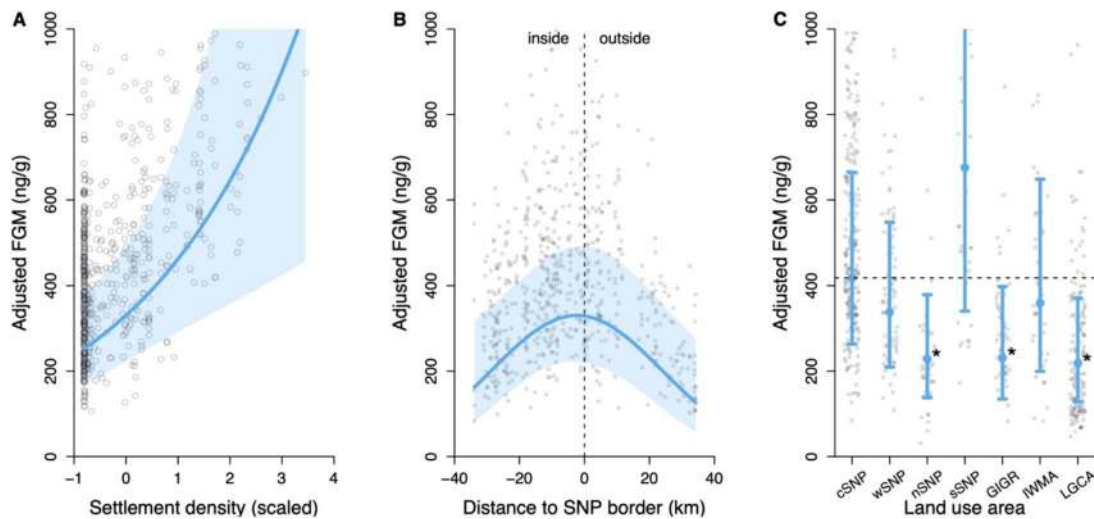 A
Adjusted FGM (ng/g)
0 200 400 600 800 1000
−1 0 1 2 3 4
Settlement density (scaled)
B
inside outside
Adjusted FGM (ng/g)
0 200 400 600 800 1000
−40 −20 0 20 40
Distance to SNP border (km)
C
Adjusted FGM (ng/g)
0 200 400 600 800 1000
* * *
cSNP wSNP nSNP sSNP GIGR IWMA LGCA
Land use area